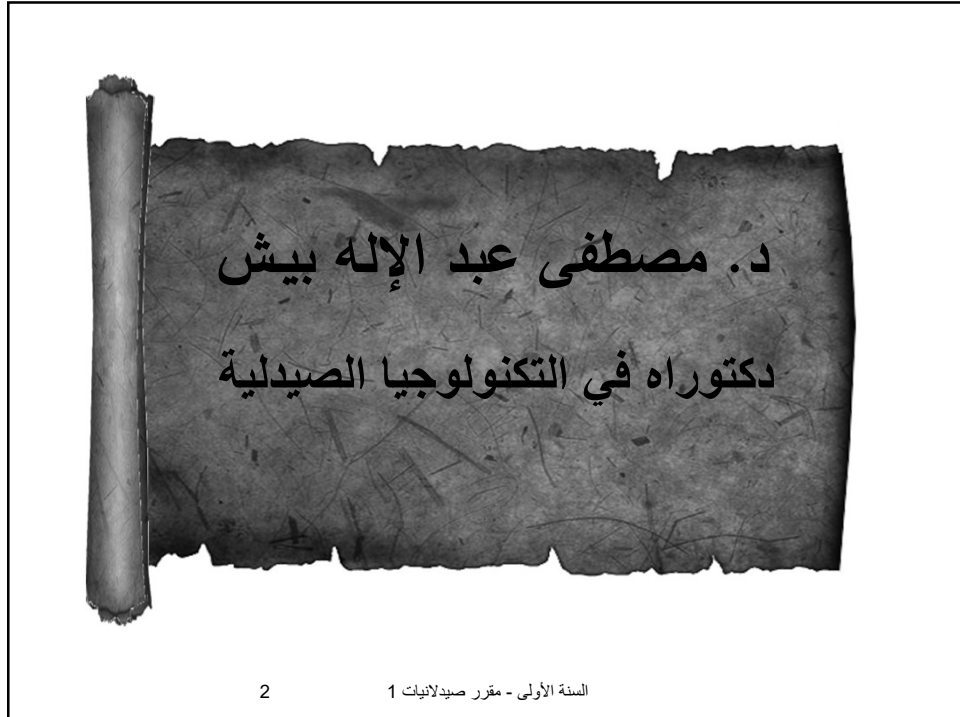 د. مصطفى عبد الإله بيش
دكتوراه في التكنولوجيا الصيدلية
السنة الأولى - مقرر صيدلانيات 1
2